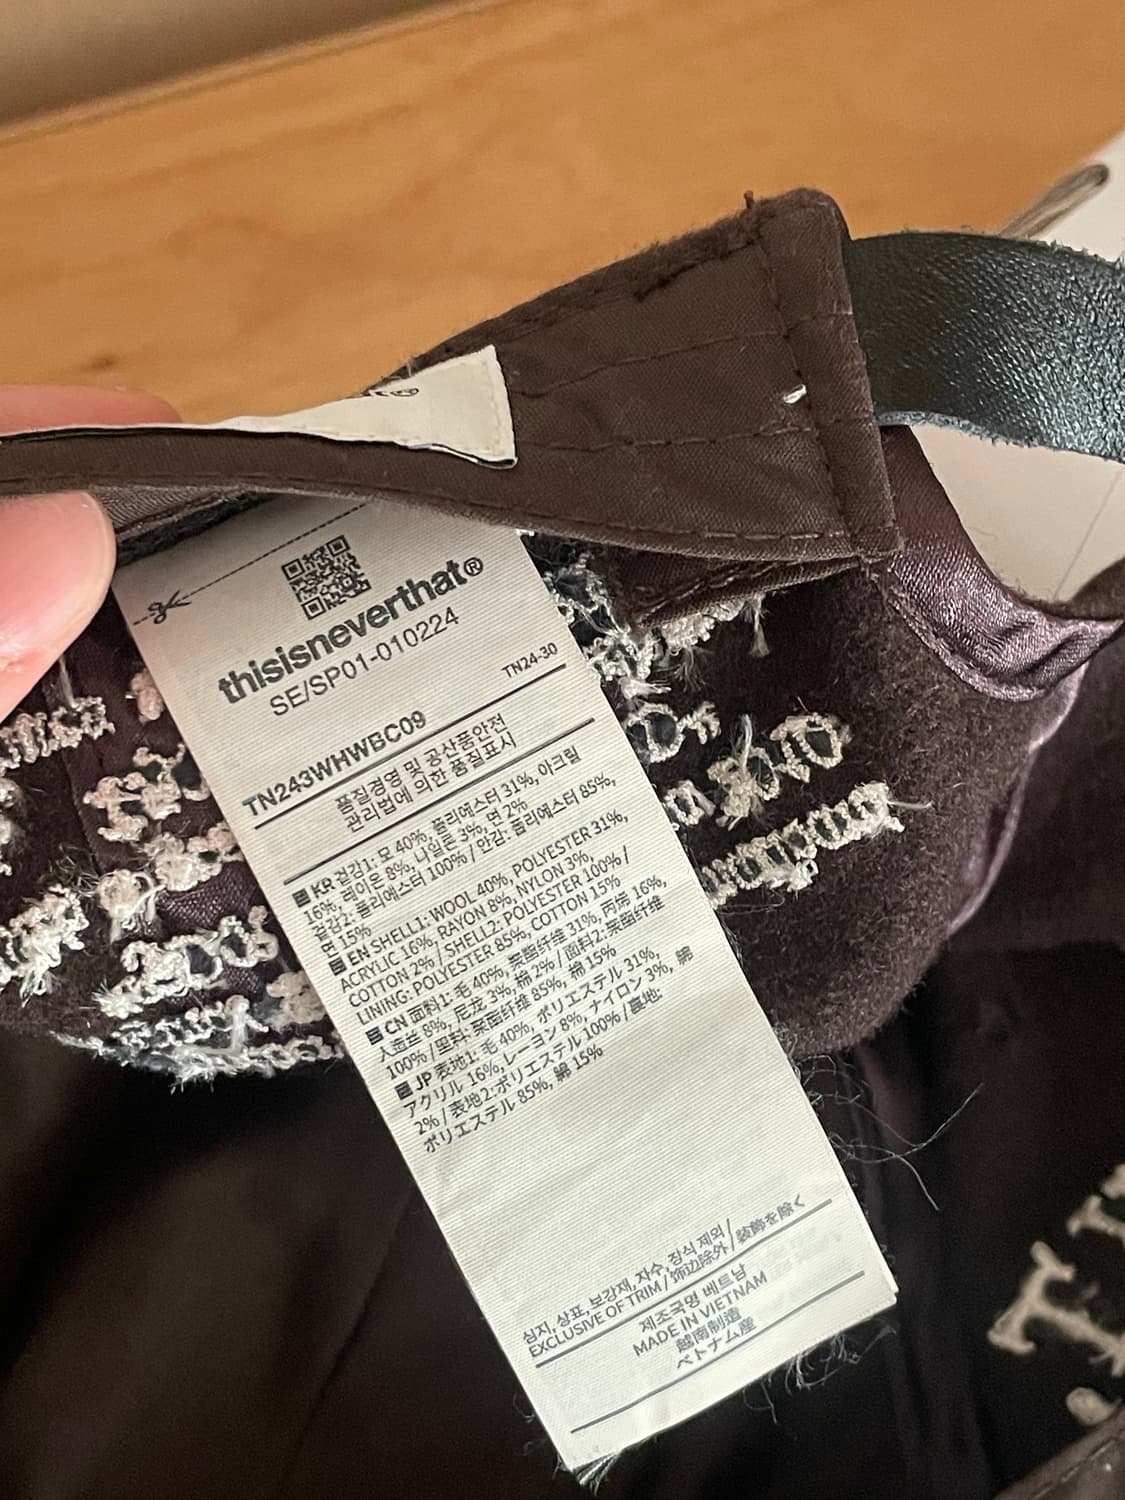 thisisneverthat®
SE/SP01-010224
TN24-30
TN243WHWBC09
품질경영 및 공산품안전
관리법에 의한 품질표시
KR 겉감1: 모 40%, 폴리에스터 31%, 아크릴
16%, 레이온 8%, 나일론 3%, 면 2%
겉감2: 폴리에스터 100% / 안감: 폴리에스터 85%,
면 15%
EN SHELL1: WOOL 40%, POLYESTER 31%,
ACRYLIC 16%, RAYON 8%, NYLON 3%,
COTTON 2% / SHELL2: POLYESTER 100% /
LINING: POLYESTER 85%, COTTON 15%
CN 面料1: 毛 40%, 聚酯纤维 31%, 丙烯 16%,
人造丝 8%, 尼龙 3%, 棉 2% / 面料2: 聚酯纤维
100% / 里料: 聚酯纤维 85%, 棉 15%
JP 表地1: 毛 40%, ポリエステル 31%,
アクリル 16%, レーヨン 8%, ナイロン 3%, 綿
2% / 表地2:ポリエステル 100% / 裏地:
ポリエステル 85%, 綿 15%
심지, 상표, 보강재, 자수, 장식 제외 /
EXCLUSIVE OF TRIM / 饰边除外 / 装飾を除く
제조국명 베트남
MADE IN VIETNAM
越南制造
ベトナム産